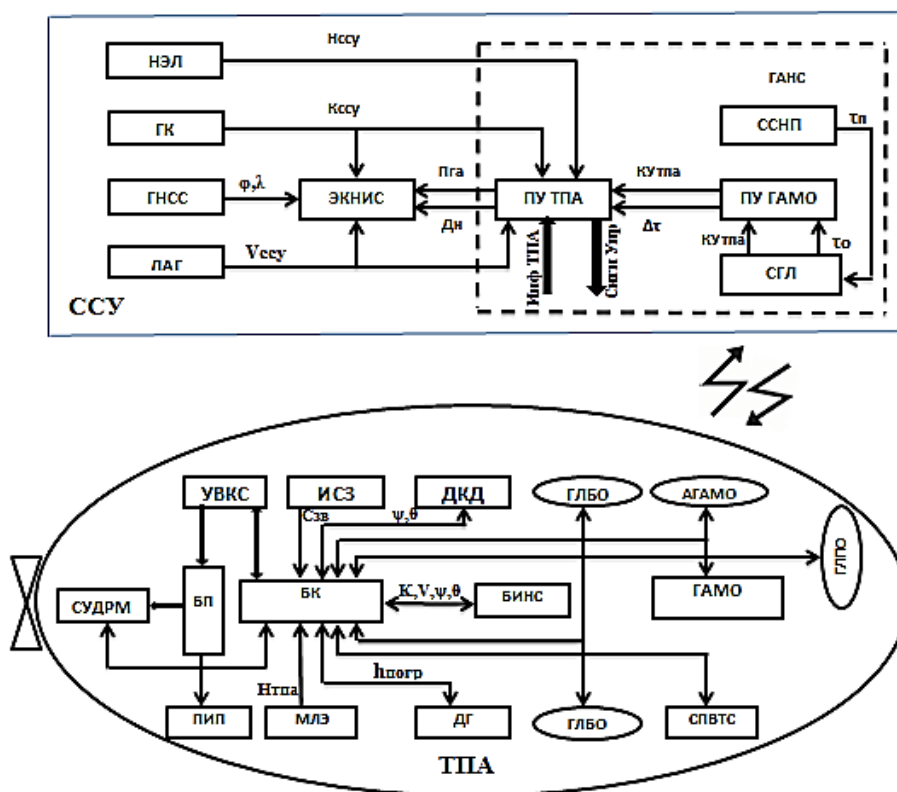 Нссу
НЭЛ
ГАНС
Кссу
ГК
ССНП
τп
Пга
КУтпа
ГНСС
φ,λ
ЭКНИС
ПУ ТПА
ПУ ГАМО
Дн
Δτ
Vссу
КУтпа
τо
ЛАГ
Инф ТПА
Сигн Упр
СГЛ
ССУ
УВКС
ИСЗ
ДКД
ГЛБО
АГАМО
Сзв
ψ,θ
ГЛПО
БП
БК
К,V,ψ,θ
БИНС
ГАМО
СУДРМ
Нтпа
hпогр
ПИП
МЛЭ
ДГ
ГЛБО
СПВТС
ТПА